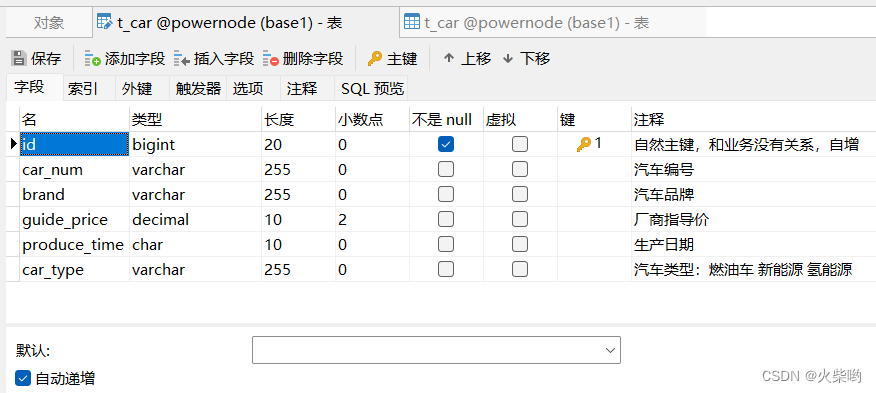 对象 t_car @powernode (base1) - 表 t_car @powernode (base1) - 表
保存 添加字段 插入字段 删除字段 主键 上移 下移
字段 索引 外键 触发器 选项 注释 SQL 预览
名 类型 长度 小数点 不是 null 虚拟 键 注释
id bigint 20 0 1 自然主键，和业务没有关系，自增
car_num varchar 255 0 汽车编号
brand varchar 255 0 汽车品牌
guide_price decimal 10 2 厂商指导价
produce_time char 10 0 生产日期
car_type varchar 255 0 汽车类型：燃油车 新能源 氢能源
默认:
自动递增
CSDN @火柴哟